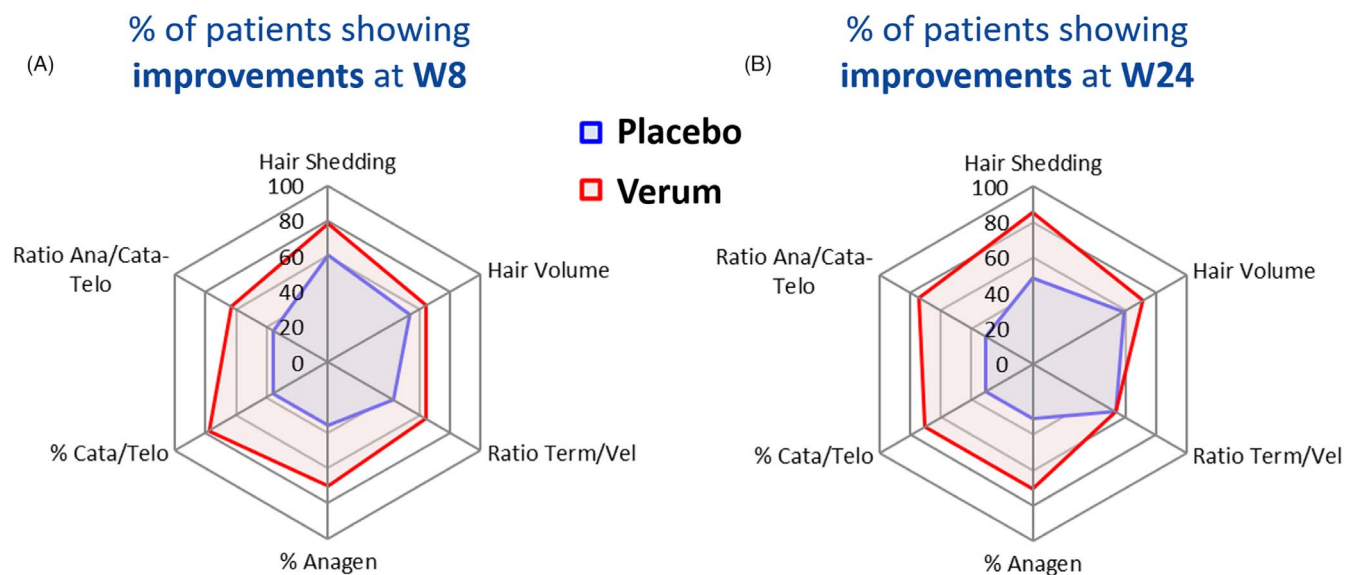 % of patients showing
improvements at W8
(A)
Hair Shedding
100
80
60
40
20
0
Hair Volume
Ratio Term/Vel
% Anagen
% Cata/Telo
Ratio Ana/Cata-
Telo
Placebo
Verum
% of patients showing
improvements at W24
(B)
Hair Shedding
100
80
60
40
20
0
Hair Volume
Ratio Term/Vel
% Anagen
% Cata/Telo
Ratio Ana/Cata-
Telo